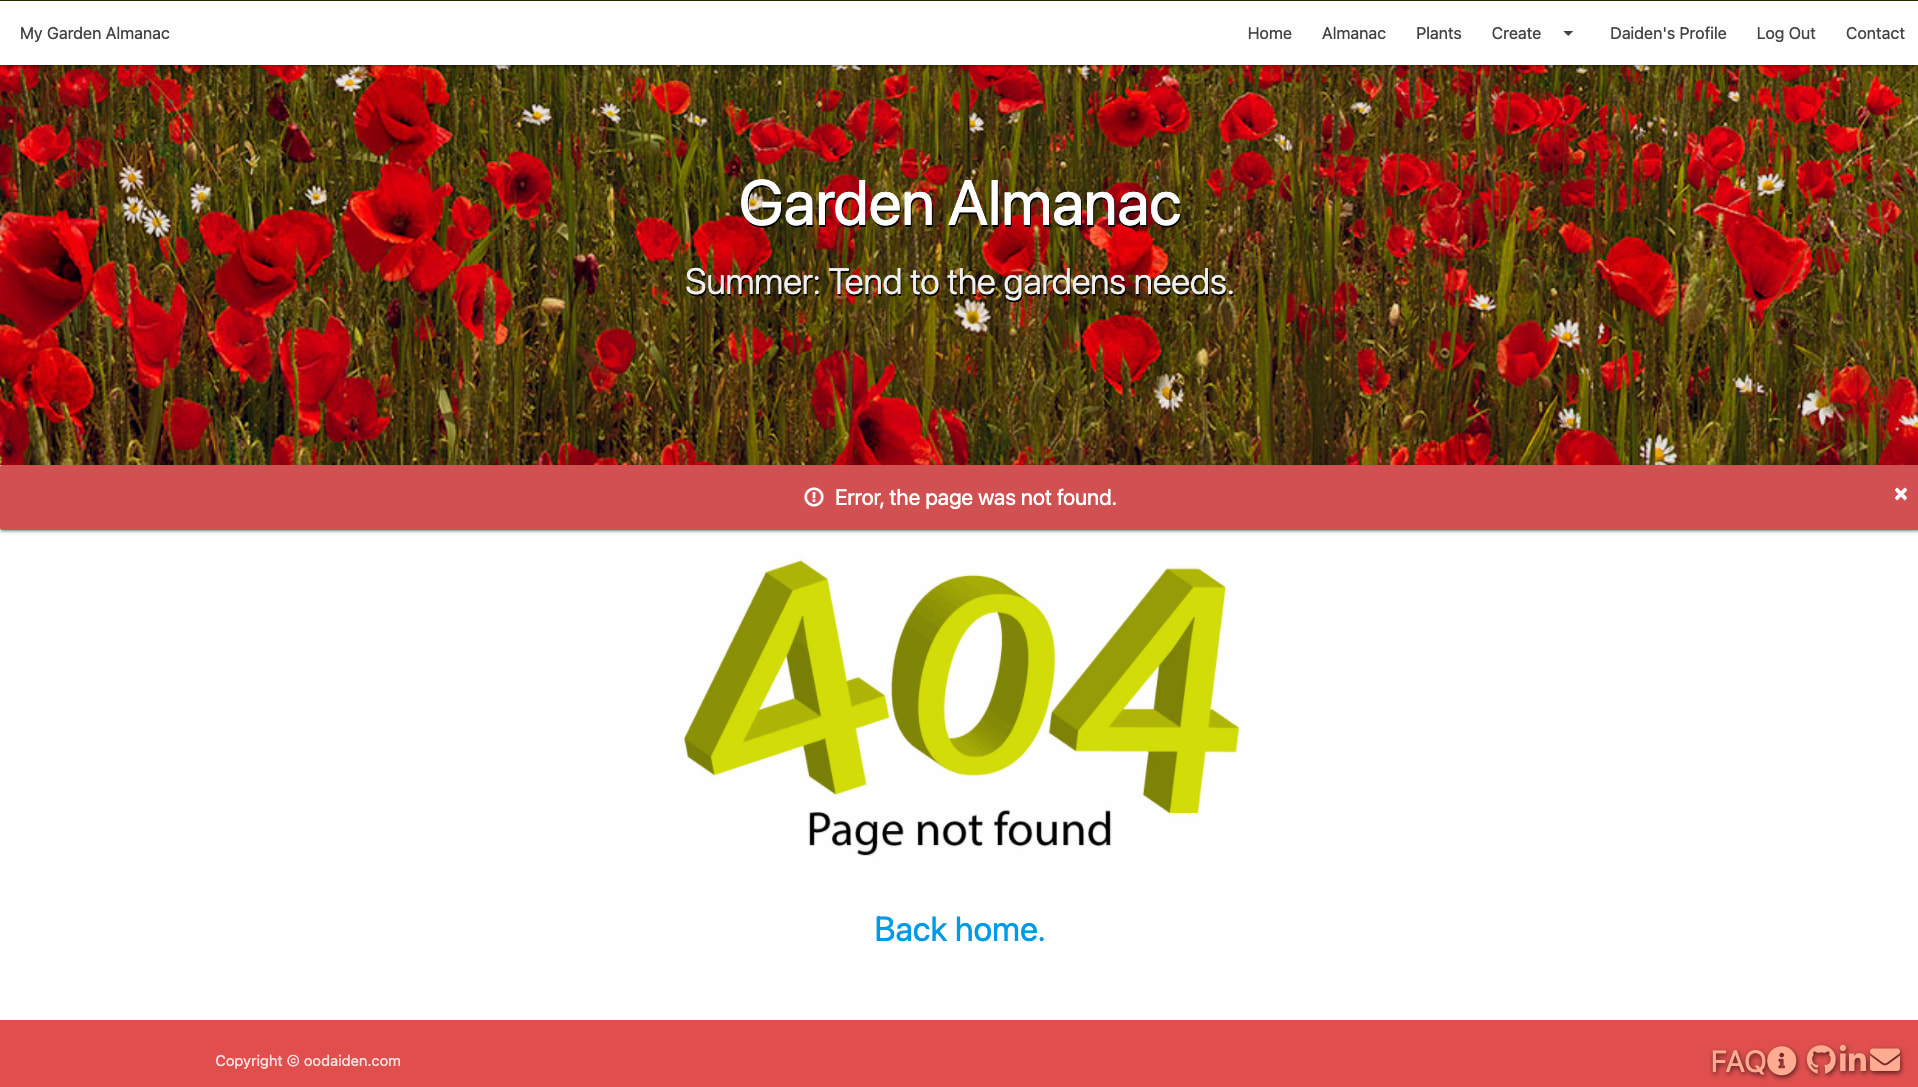 My Garden Almanac
Home Almanac Plants Create Daiden's Profile Log Out Contact
Garden Almanac
Summer: Tend to the gardens needs.
Error, the page was not found.
404
Page not found
Back home.
Copyright © oodaiden.com
FAQ